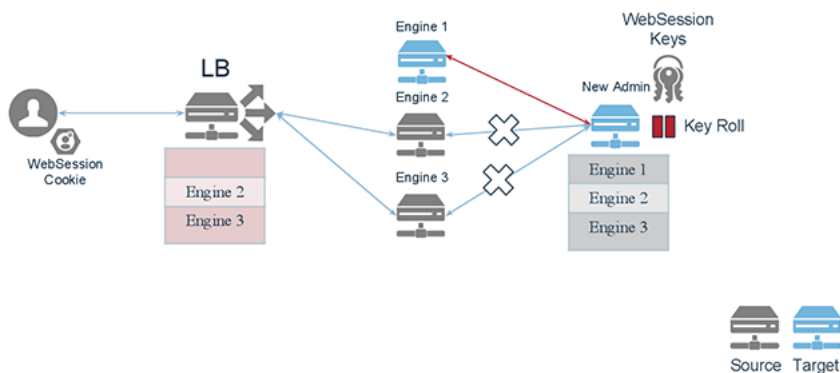 Engine 1
WebSession
Keys
LB
New Admin
Engine 2
Key Roll
WebSession
Cookie
Engine 2
Engine 3
Engine 3
Engine 1
Engine 2
Engine 3
Source
Target